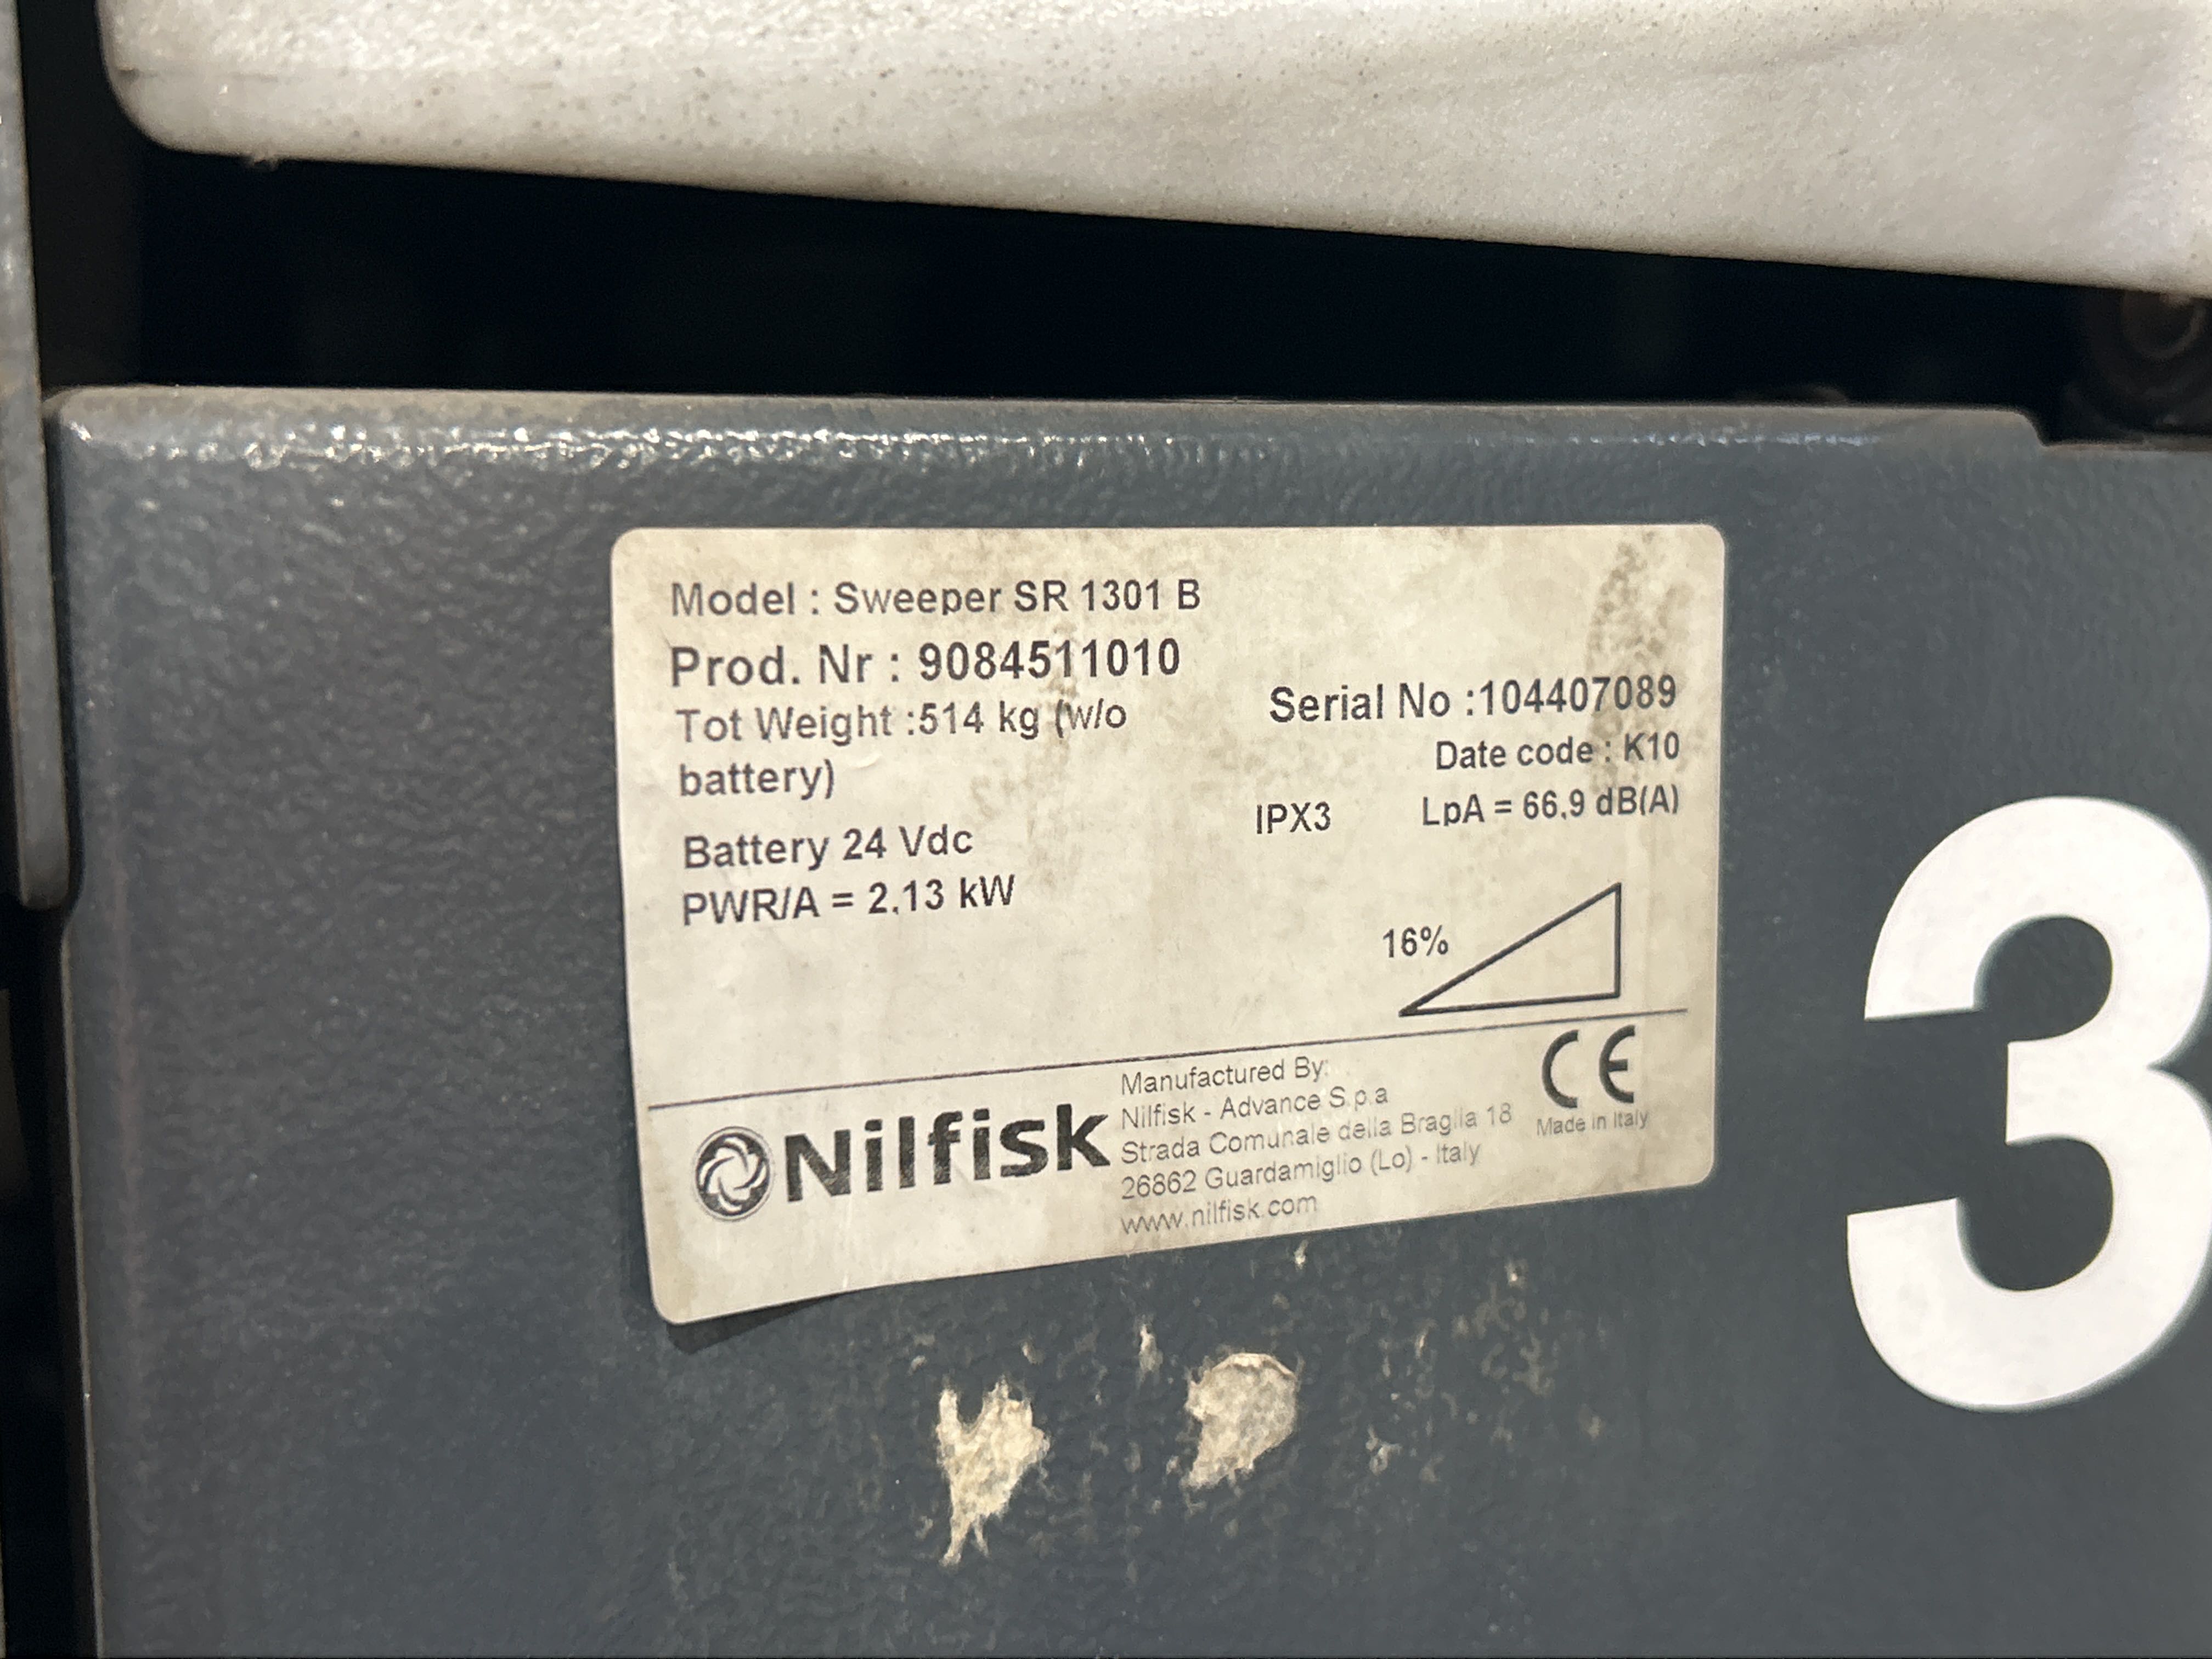 Model : Sweeper SR 1301 B
Prod. Nr : 9084511010
Tot Weight :514 kg (w/o
battery)
Battery 24 Vdc
PWR/A = 2.13 kW
Serial No :104407089
Date code : K10
IPX3 LpA = 66.9 dB(A)
16%
Nilfisk
Manufactured By:
Nilfisk - Advance S.p.a
Strada Comunale della Braglia 18
26862 Guardamiglio (Lo) - Italy
www.nilfisk.com
CE
Made in Italy
3